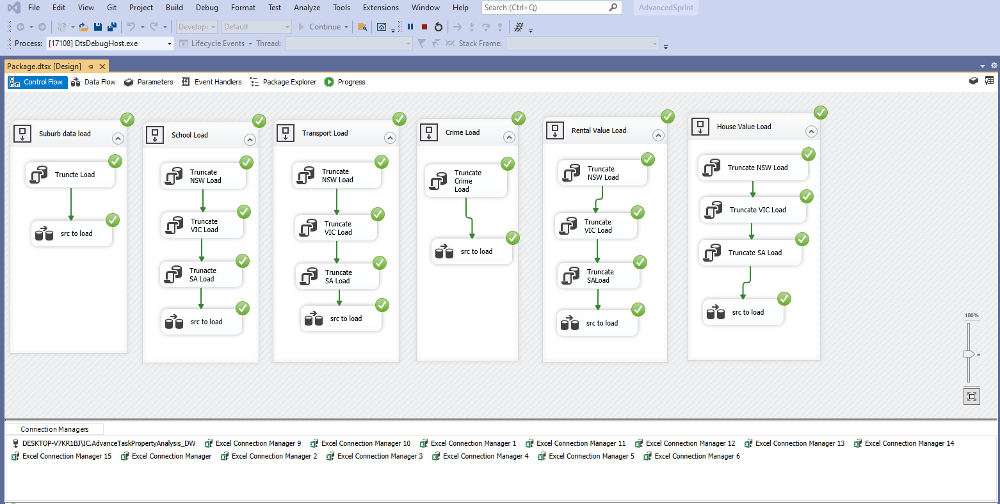 File Edit View Git Project Build Debug Format Test Analyze Tools Extensions Window Help Search (Ctrl+Q) AdvancedSprint
Develop Default Continue
Process: [17108] DtsDebugHost.exe Lifecycle Events Thread: Stack Frame:
Package.dtsx [Design]
Control Flow Data Flow Parameters Event Handlers Package Explorer Progress
Suburb data load
Truncte Load
src to load
School Load
Truncate
NSW Load
Truncate
VIC Load
Trunacte
SA Load
src to load
Transport Load
Truncate
NSW Load
Truncate
VIC Load
Truncate
SA Load
src to load
Crime Load
Truncate
Crime
Load
src to load
Rental Value Load
Truncate
NSW Load
Truncate
VIC Load
Truncate
SALoad
src to load
House Value Load
Truncate NSW Load
Truncate VIC Load
Truncate SA Load
src to load
100%
Connection Managers
DESKTOP-V7KR1BJ\IC.AdvanceTaskPropertyAnalysis_DW Excel Connection Manager 9 Excel Connection Manager 10 Excel Connection Manager 1 Excel Connection Manager 11 Excel Connection Manager 12 Excel Connection Manager 13 Excel Connection Manager 14
Excel Connection Manager 15 Excel Connection Manager Excel Connection Manager 2 Excel Connection Manager 3 Excel Connection Manager 4 Excel Connection Manager 5 Excel Connection Manager 6